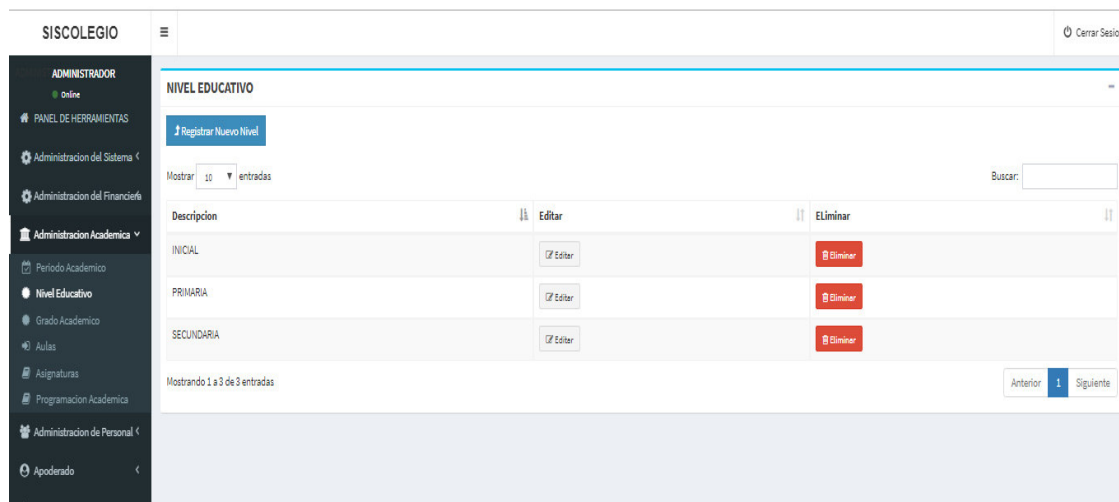 SISCOLEGIO
Cerrar Sesio
ADMINISTRADOR
Online
PANEL DE HERRAMIENTAS
Administracion del Sistema
Administracion del Financiera
Administracion Academica
Periodo Academico
Nivel Educativo
Grado Academico
Aulas
Asignaturas
Programacion Academica
Administracion de Personal
Apoderado
NIVEL EDUCATIVO
Registrar Nuevo Nivel
Mostrar 10 entradas
Buscar:
Descripcion Editar ELiminar
INICIAL Editar Eliminar
PRIMARIA Editar Eliminar
SECUNDARIA Editar Eliminar
Mostrando 1 a 3 de 3 entradas
Anterior 1 Siguiente